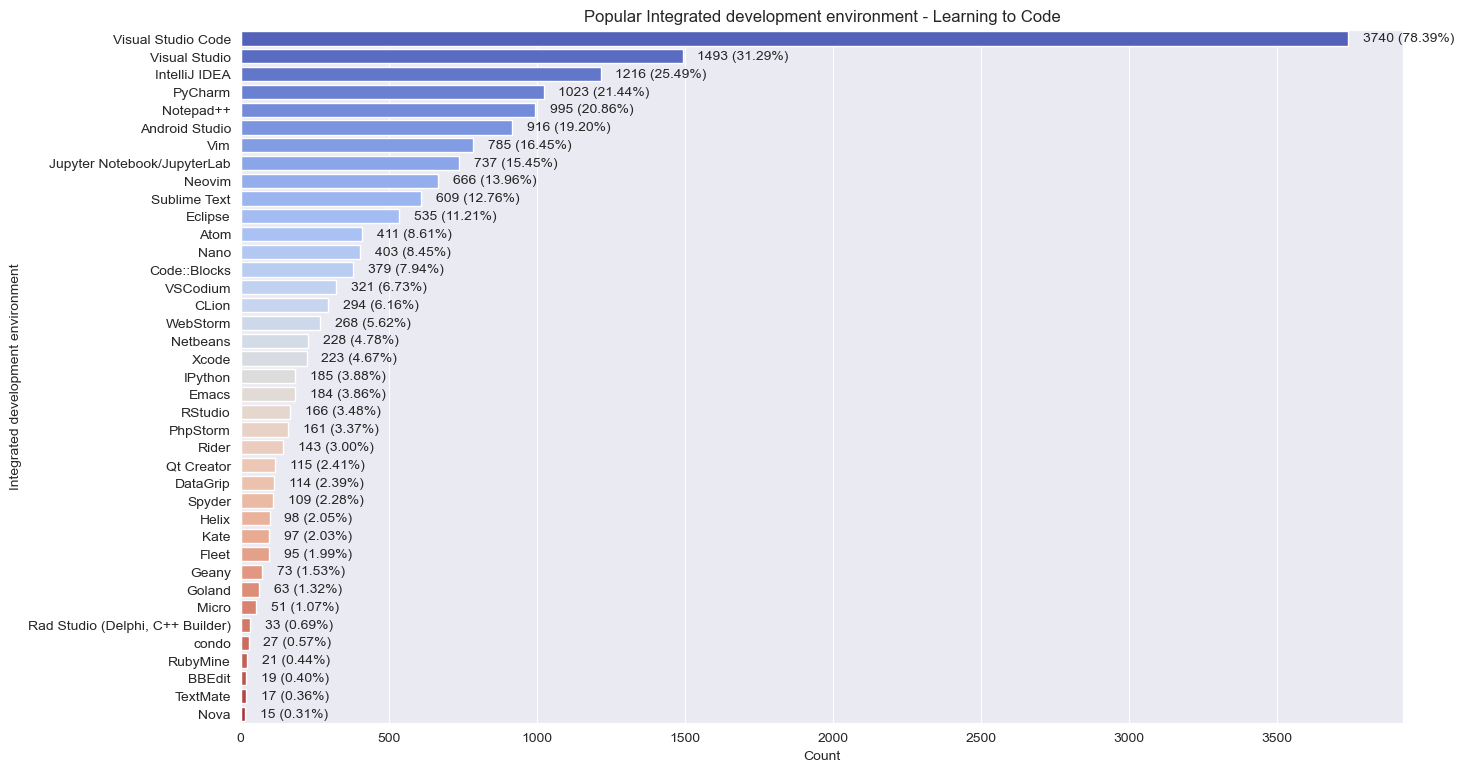 Popular Integrated development environment - Learning to Code
Integrated development environment
Visual Studio Code 3740 (78.39%)
Visual Studio 1493 (31.29%)
IntelliJ IDEA 1216 (25.49%)
PyCharm 1023 (21.44%)
Notepad++ 995 (20.86%)
Android Studio 916 (19.20%)
Vim 785 (16.45%)
Jupyter Notebook/JupyterLab 737 (15.45%)
Neovim 666 (13.96%)
Sublime Text 609 (12.76%)
Eclipse 535 (11.21%)
Atom 411 (8.61%)
Nano 403 (8.45%)
Code::Blocks 379 (7.94%)
VSCodium 321 (6.73%)
CLion 294 (6.16%)
WebStorm 268 (5.62%)
Netbeans 228 (4.78%)
Xcode 223 (4.67%)
IPython 185 (3.88%)
Emacs 184 (3.86%)
RStudio 166 (3.48%)
PhpStorm 161 (3.37%)
Rider 143 (3.00%)
Qt Creator 115 (2.41%)
DataGrip 114 (2.39%)
Spyder 109 (2.28%)
Helix 98 (2.05%)
Kate 97 (2.03%)
Fleet 95 (1.99%)
Geany 73 (1.53%)
Goland 63 (1.32%)
Micro 51 (1.07%)
Rad Studio (Delphi, C++ Builder) 33 (0.69%)
condo 27 (0.57%)
RubyMine 21 (0.44%)
BBEdit 19 (0.40%)
TextMate 17 (0.36%)
Nova 15 (0.31%)
0 500 1000 1500 2000 2500 3000 3500
Count